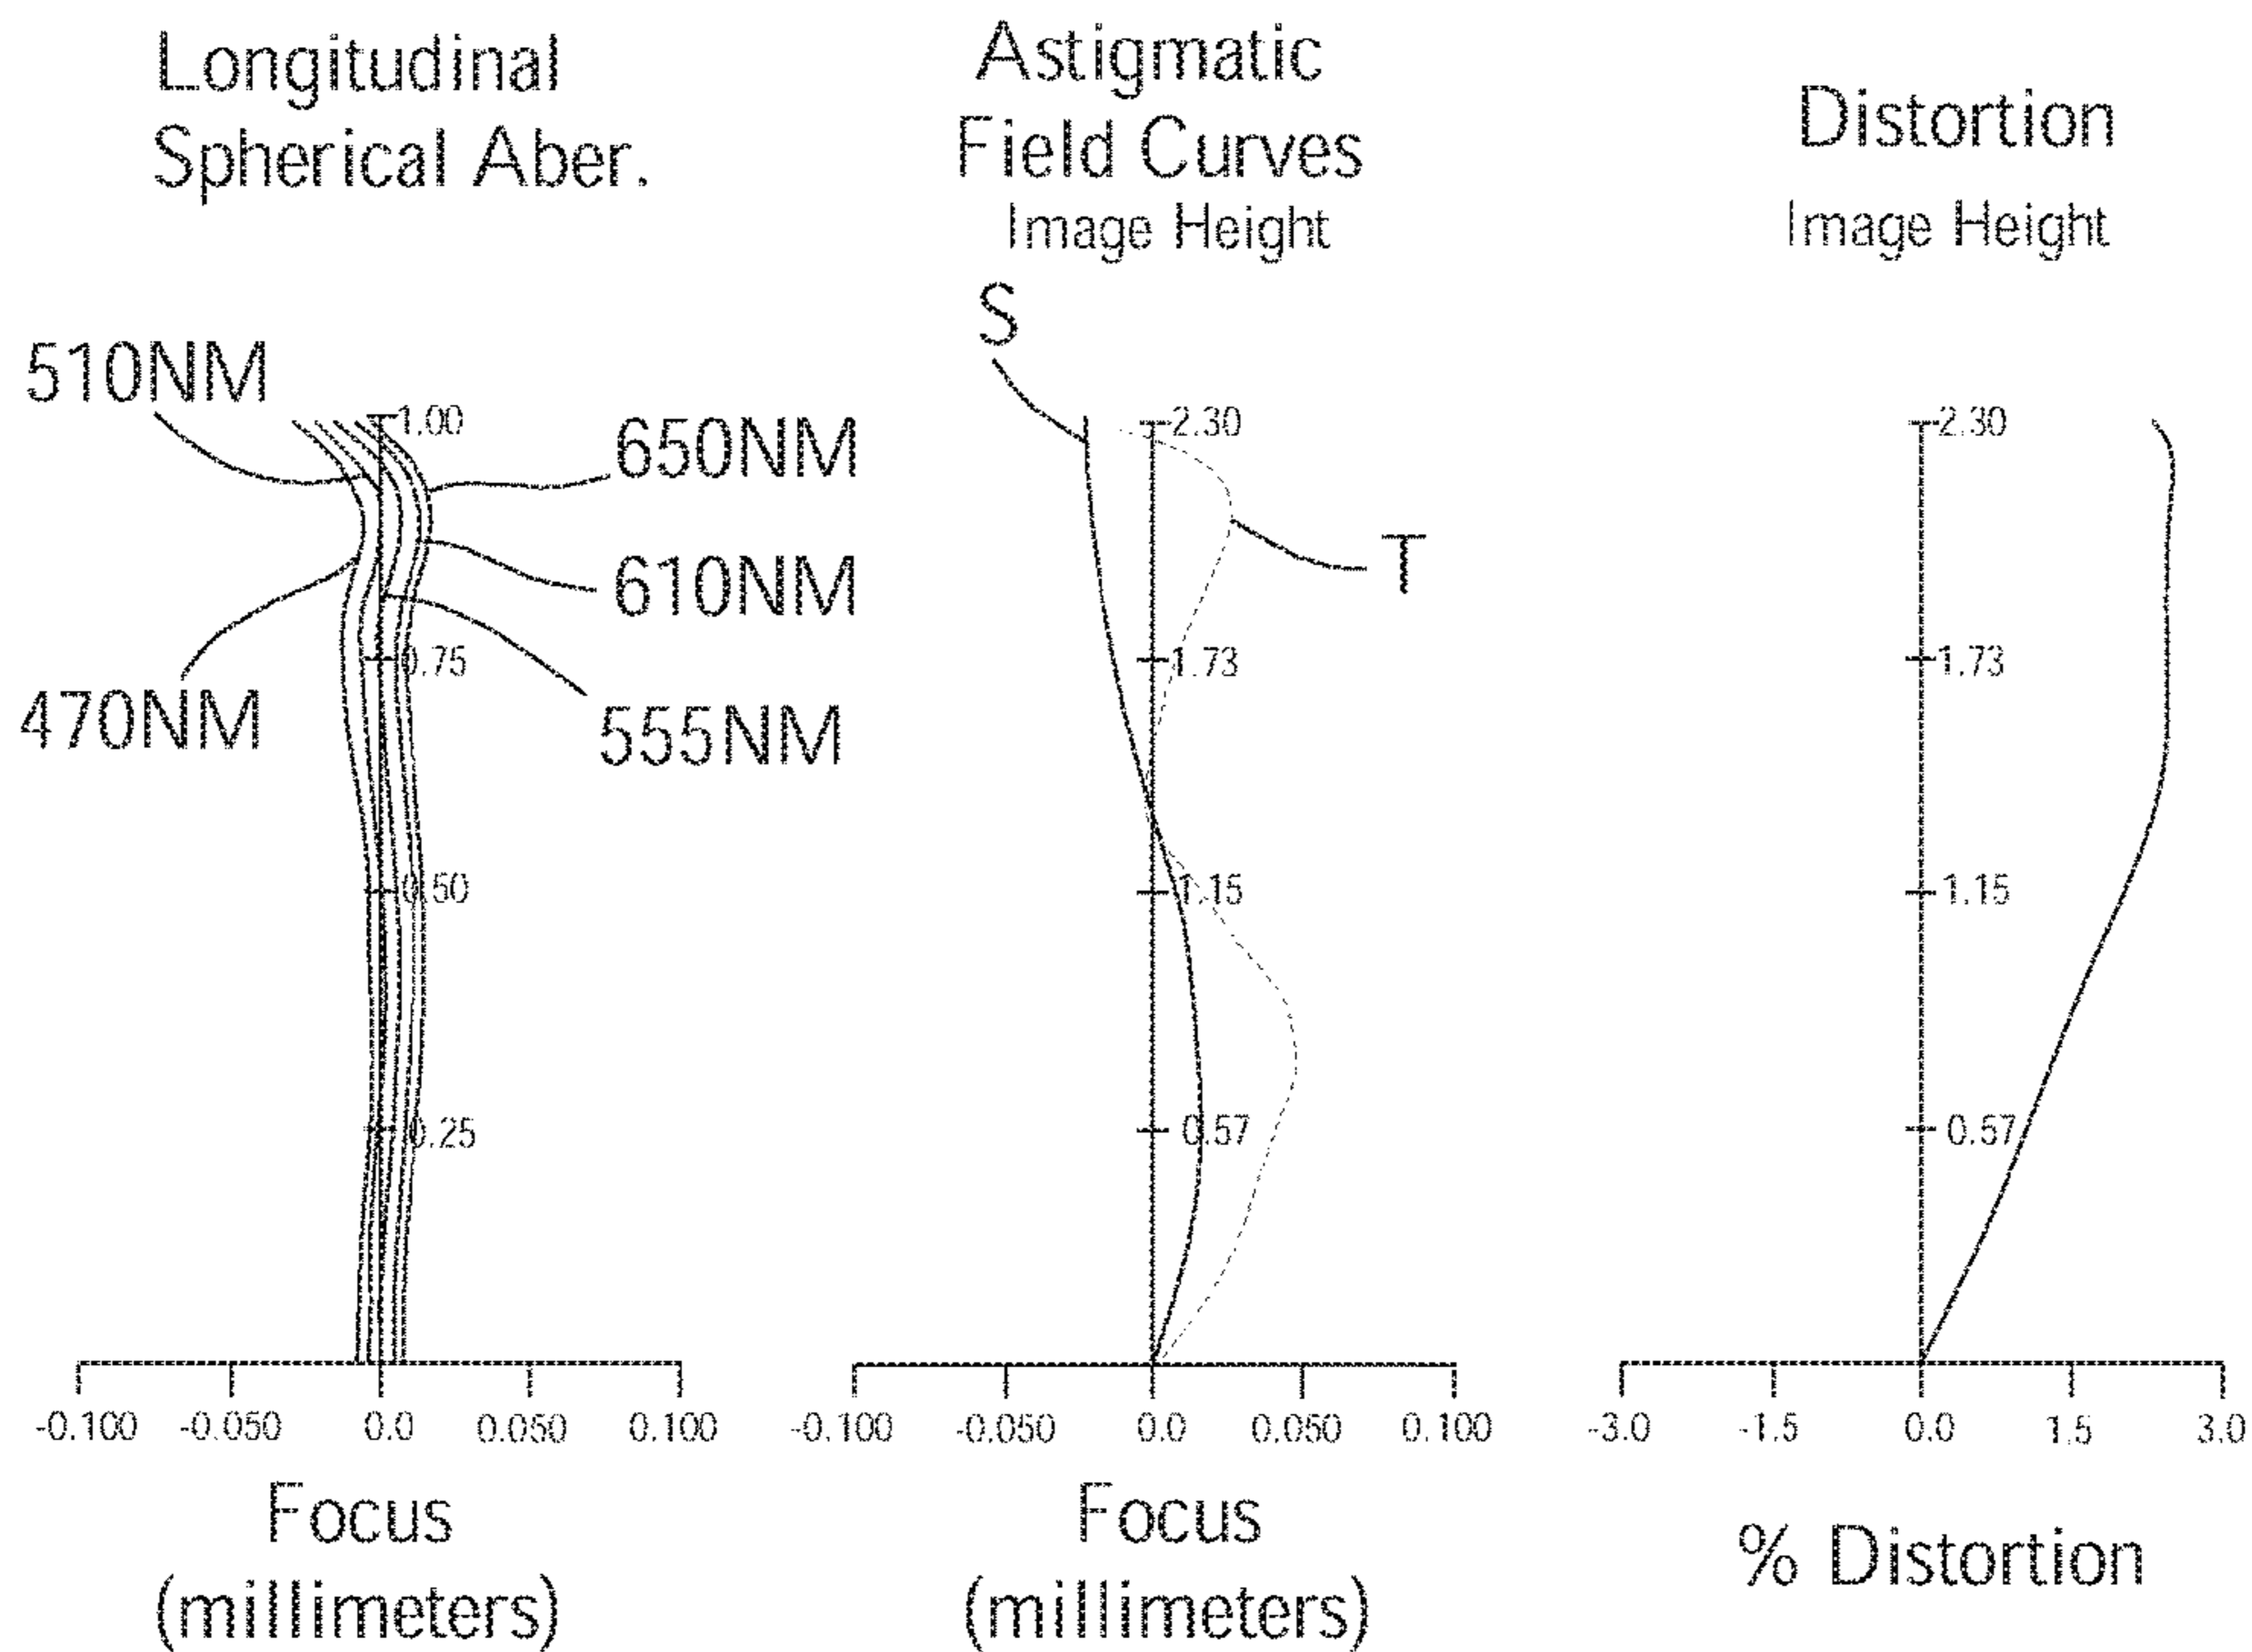 Longitudinal
Spherical Aber.
510NM
1.00
650NM
610NM
0.75
470NM
555NM
0.50
0.25
-0.100 -0.050 0.0 0.050 0.100
Focus
(millimeters)
Astigmatic
Field Curves
Image Height
S
2.30
T
1.73
1.15
0.57
-0.100 -0.050 0.0 0.050 0.100
Focus
(millimeters)
Distortion
Image Height
2.30
1.73
1.15
0.57
-3.0 -1.5 0.0 1.5 3.0
% Distortion